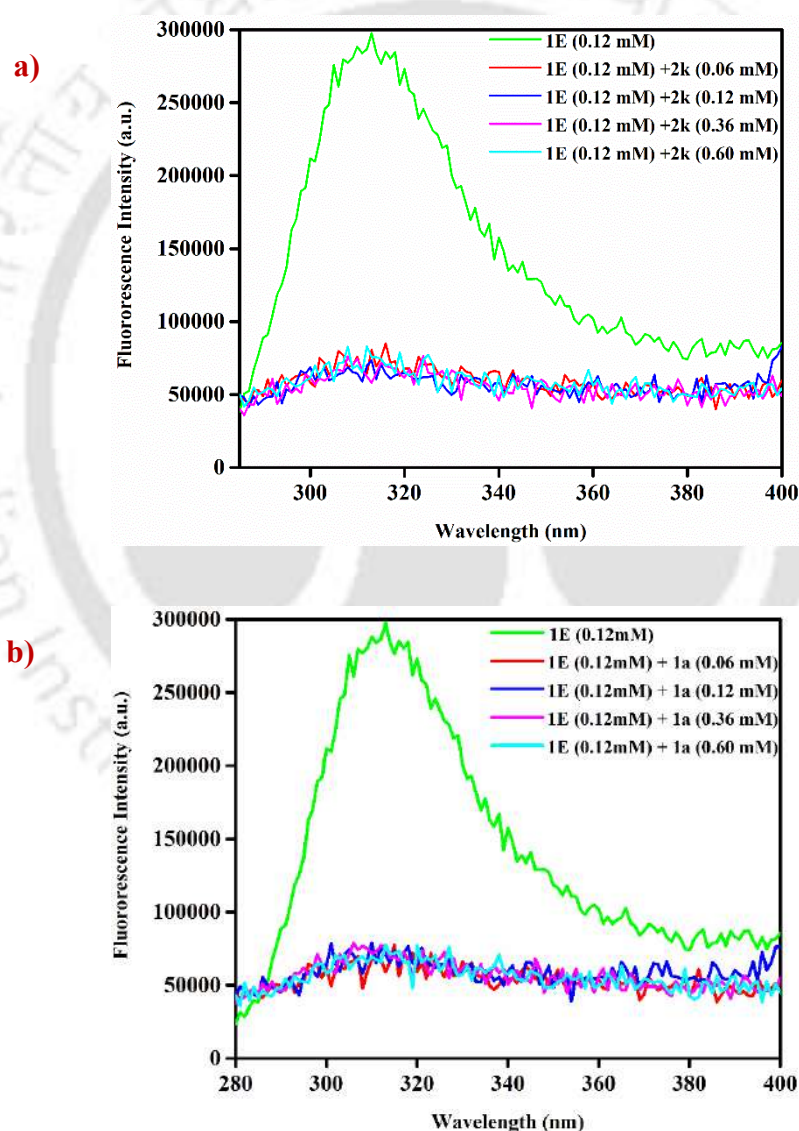 a)
300000
250000
200000
150000
100000
50000
0
Fluororescence Intensity (a.u.)
1E (0.12 mM)
1E (0.12 mM) +2k (0.06 mM)
1E (0.12 mM) +2k (0.12 mM)
1E (0.12 mM) +2k (0.36 mM)
1E (0.12 mM) +2k (0.60 mM)
300 320 340 360 380 400
Wavelength (nm)
b)
300000
250000
200000
150000
100000
50000
0
Fluororescence Intensity (a.u.)
1E (0.12mM)
1E (0.12mM) + 1a (0.06 mM)
1E (0.12mM) + 1a (0.12 mM)
1E (0.12mM) + 1a (0.36 mM)
1E (0.12mM) + 1a (0.60 mM)
280 300 320 340 360 380 400
Wavelength (nm)